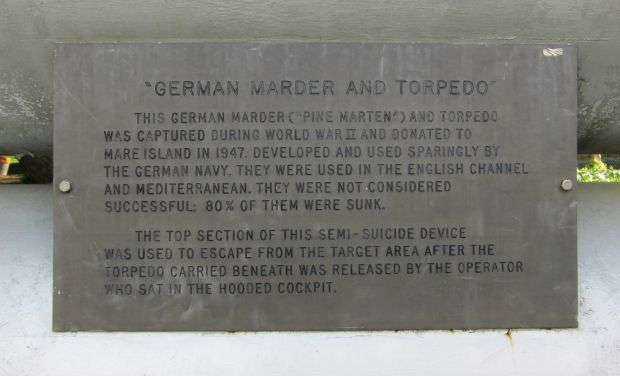 "GERMAN MARDER AND TORPEDO"
THIS GERMAN MARDER ("PINE MARTEN") AND TORPEDO
WAS CAPTURED DURING WORLD WAR II AND DONATED TO
MARE ISLAND IN 1947. DEVELOPED AND USED SPARINGLY BY
THE GERMAN NAVY. THEY WERE USED IN THE ENGLISH CHANNEL
AND MEDITERRANEAN. THEY WERE NOT CONSIDERED
SUCCESSFUL; 80% OF THEM WERE SUNK.
THE TOP SECTION OF THIS SEMI-SUICIDE DEVICE
WAS USED TO ESCAPE FROM THE TARGET AREA AFTER THE
TORPEDO CARRIED BENEATH WAS RELEASED BY THE OPERATOR
WHO SAT IN THE HOODED COCKPIT.